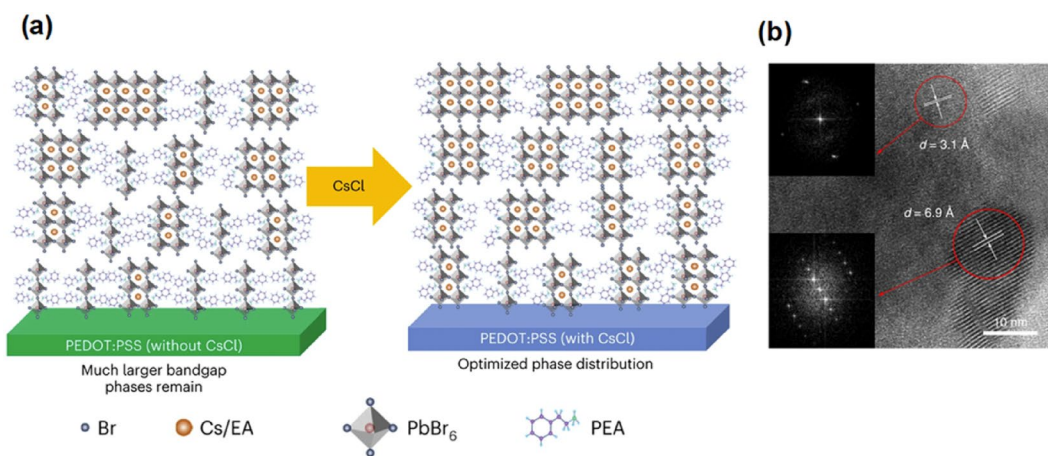 (a)
(b)
CsCl
d = 3.1 Å
d = 6.9 Å
10 nm
PEDOT:PSS (without CsCl)
PEDOT:PSS (with CsCl)
Much larger bandgap
phases remain
Optimized phase distribution
Br
Cs/EA
PbBr6
PEA